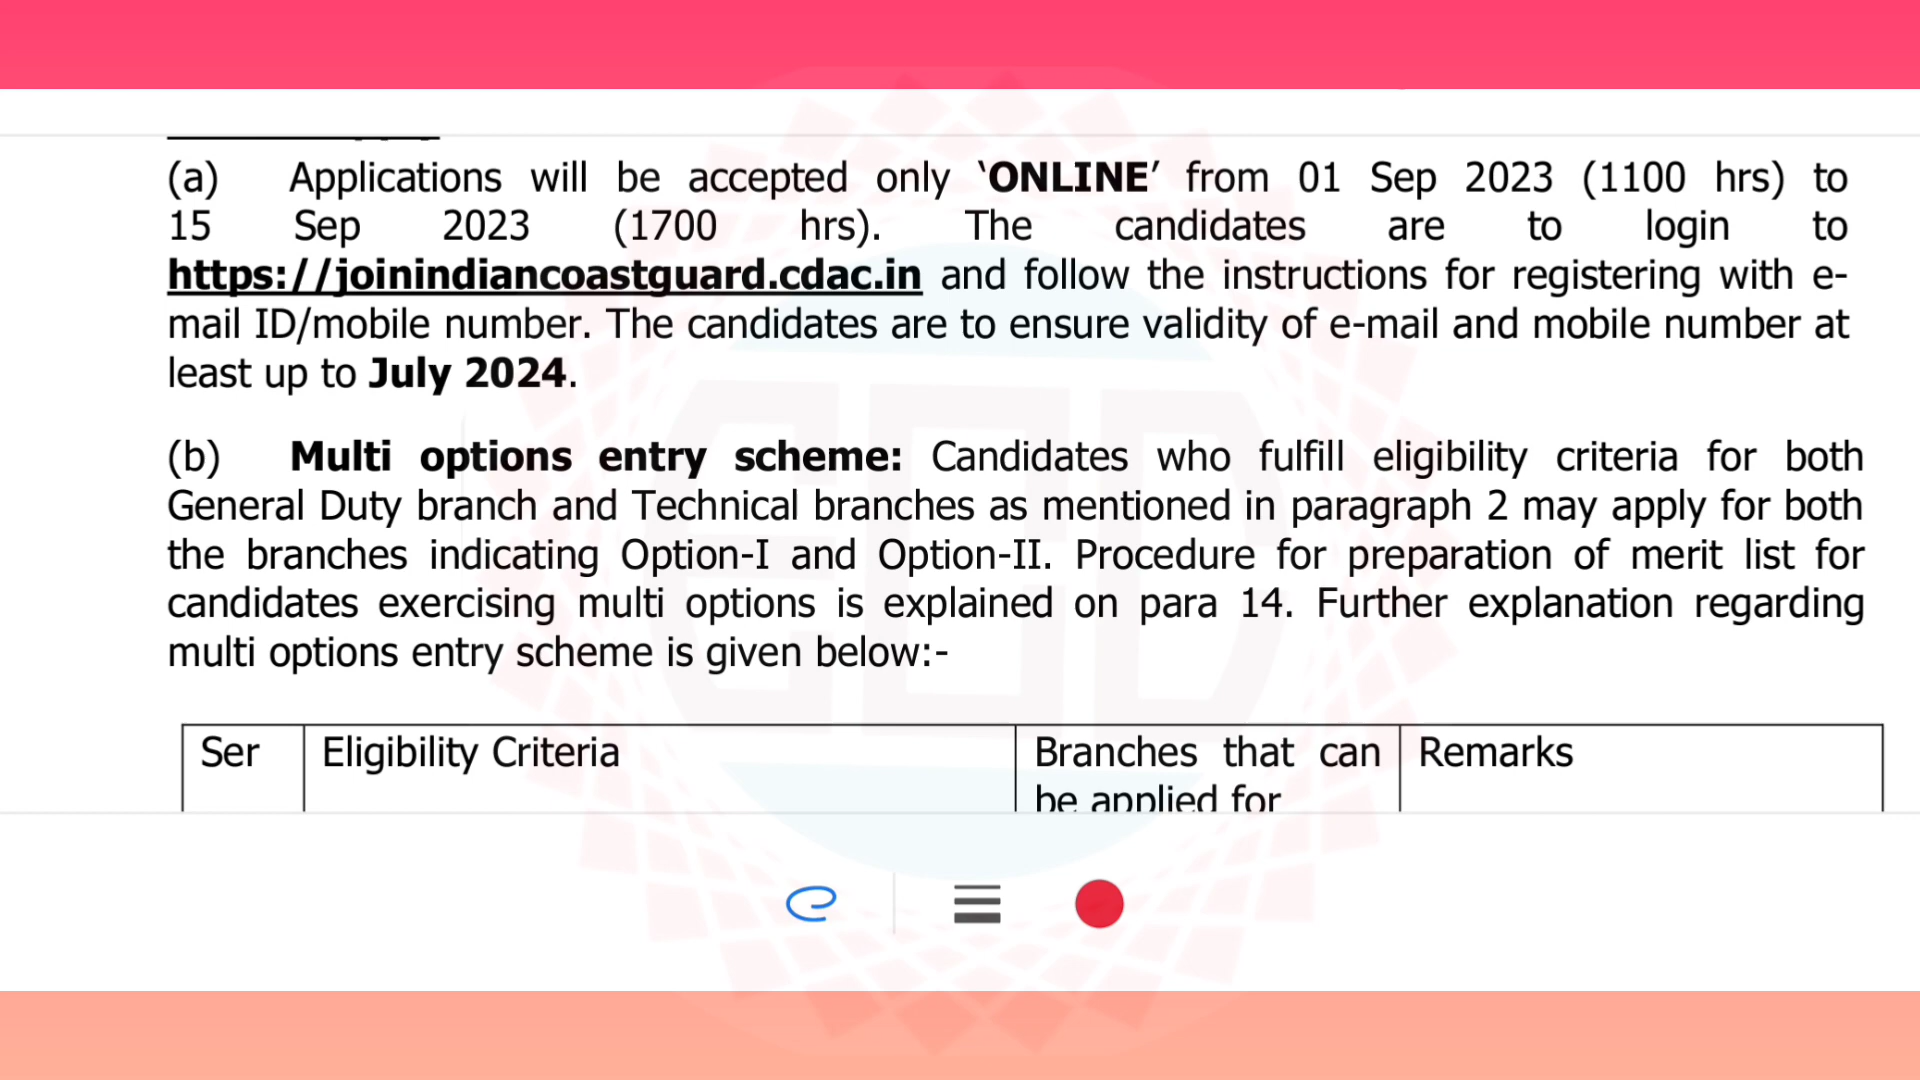 (a) Applications will be accepted only ‘ONLINE’ from 01 Sep 2023 (1100 hrs) to
15 Sep 2023 (1700 hrs). The candidates are to login to
https://joinindiancoastguard.cdac.in and follow the instructions for registering with e-
mail ID/mobile number. The candidates are to ensure validity of e-mail and mobile number at
least up to July 2024.
(b) Multi options entry scheme: Candidates who fulfill eligibility criteria for both
General Duty branch and Technical branches as mentioned in paragraph 2 may apply for both
the branches indicating Option-I and Option-II. Procedure for preparation of merit list for
candidates exercising multi options is explained on para 14. Further explanation regarding
multi options entry scheme is given below:-
Ser Eligibility Criteria Branches that can Remarks
be applied for